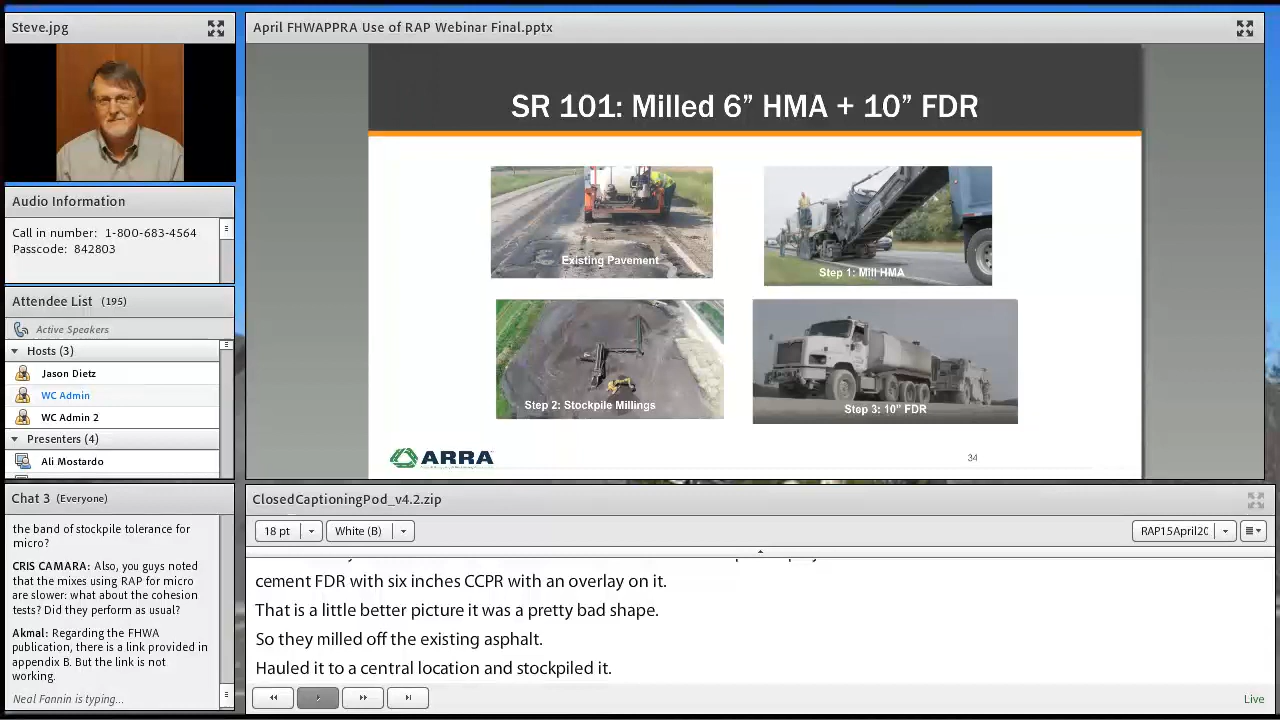 Steve.jpg
Audio Information
Call in number: 1-800-683-4564
Passcode: 842803
Attendee List (195)
Active Speakers
Hosts (3)
Jason Dietz
WC Admin
WC Admin 2
Presenters (4)
Ali Mostardo
Chat 3 (Everyone)
the band of stockpile tolerance for
micro?
CRIS CAMARA: Also, you guys noted
that the mixes using RAP for micro
are slower: what about the cohesion
tests? Did they perform as usual?
Akmal: Regarding the FHWA
publication, there is a link provided in
appendix B. But the link is not
working.
Neal Fannin is typing...
April FHWAPPRA Use of RAP Webinar Final.pptx
SR 101: Milled 6” HMA + 10” FDR
Existing Pavement
Step 1: Mill HMA
Step 2: Stockpile Millings
Step 3: 10” FDR
ARRA
34
ClosedCaptioningPod_v4.2.zip
18 pt
White (B)
RAP15April20
cement FDR with six inches CCPR with an overlay on it.
That is a little better picture it was a pretty bad shape.
So they milled off the existing asphalt.
Hauled it to a central location and stockpiled it.
Live